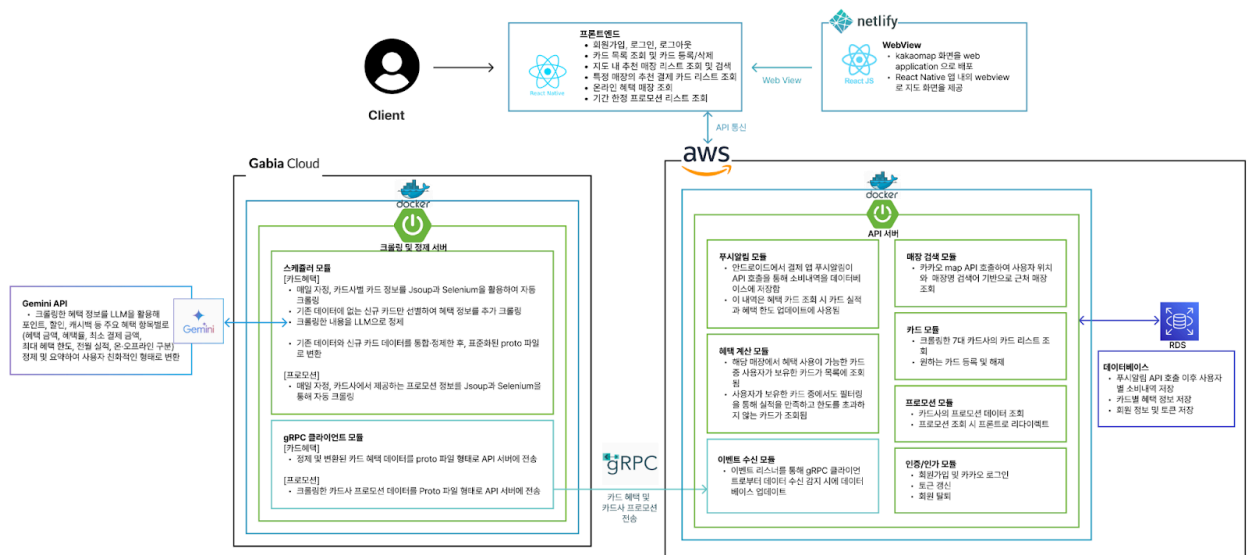 netlify
프론트엔드
• 회원가입, 로그인, 로그아웃
• 카드 목록 조회 및 카드 등록/삭제
• 지도 내 추천 매장 리스트 조회 및 검색
• 특정 매장의 추천 결제 카드 리스트 조회
• 온라인 혜택 매장 조회
• 기간 한정 프로모션 리스트 조회
React Native
Client
Web View
WebView
• kakaomap 화면을 web
application 으로 배포
• React Native 앱 내의 webview
로 지도 화면을 제공
React JS
API 통신
aws
Gabia Cloud
docker
크롤링 및 정제 서버
스케줄러 모듈
[카드혜택]
• 매일 자정, 카드사별 카드 정보를 Jsoup과 Selenium을 활용하여 자동
크롤링
• 기존 데이터에 없는 신규 카드만 선별하여 혜택 정보를 추가 크롤링
• 크롤링한 내용을 LLM으로 정제
• 기존 데이터와 신규 카드 데이터를 통합·정제한 후, 표준화된 proto 파일
로 변환
[프로모션]
• 매일 자정, 카드사에서 제공하는 프로모션 정보를 Jsoup과 Selenium을
통해 자동 크롤링
gRPC 클라이언트 모듈
[카드혜택]
• 정제 및 변환된 카드 혜택 데이터를 proto 파일 형태로 API 서버에 전송
[프로모션]
• 크롤링한 카드사 프로모션 데이터를 Proto 파일 형태로 API 서버에 전송
Gemini API
• 크롤링한 혜택 정보를 LLM을 활용해
포인트, 할인, 캐시백 등 주요 혜택 항목별로
(혜택 금액, 혜택률, 최소 결제 금액,
최대 혜택 한도, 전월 실적, 온·오프라인 구분)
정제 및 요약하여 사용자 친화적인 형태로 변환
Gemini
gRPC
카드 혜택 및
카드사 프로모션
전송
docker
API 서버
푸시알림 모듈
• 안드로이드에서 결제 앱 푸시알림이
API 호출을 통해 소비내역을 데이터베
이스에 저장함
• 이 내역은 혜택 카드 조회 시 카드 실적
과 혜택 한도 업데이트에 사용됨
혜택 계산 모듈
• 해당 매장에서 혜택 사용이 가능한 카드
중 사용자가 보유한 카드가 목록에 조회
됨
• 사용자가 보유한 카드 중에서도 필터링
을 통해 실적을 만족하고 한도를 초과하
지 않는 카드가 조회됨
이벤트 수신 모듈
• 이벤트 리스너를 통해 gRPC 클라이언
트로부터 데이터 수신 감지 시에 데이터
베이스 업데이트
매장 검색 모듈
• 카카오 map API 호출하여 사용자 위치
와 매장명 검색어 기반으로 근처 매장
조회
카드 모듈
• 크롤링한 7대 카드사의 카드 리스트 조
회
• 원하는 카드 등록 및 해제
프로모션 모듈
• 카드사의 프로모션 데이터 조회
• 프로모션 조회 시 프론트로 리다이렉트
인증/인가 모듈
• 회원가입 및 카카오 로그인
• 토큰 갱신
• 회원 탈퇴
RDS
데이터베이스
• 푸시알림 API 호출 이후 사용자
별 소비내역 저장
• 카드별 혜택 정보 저장
• 회원 정보 및 토큰 저장